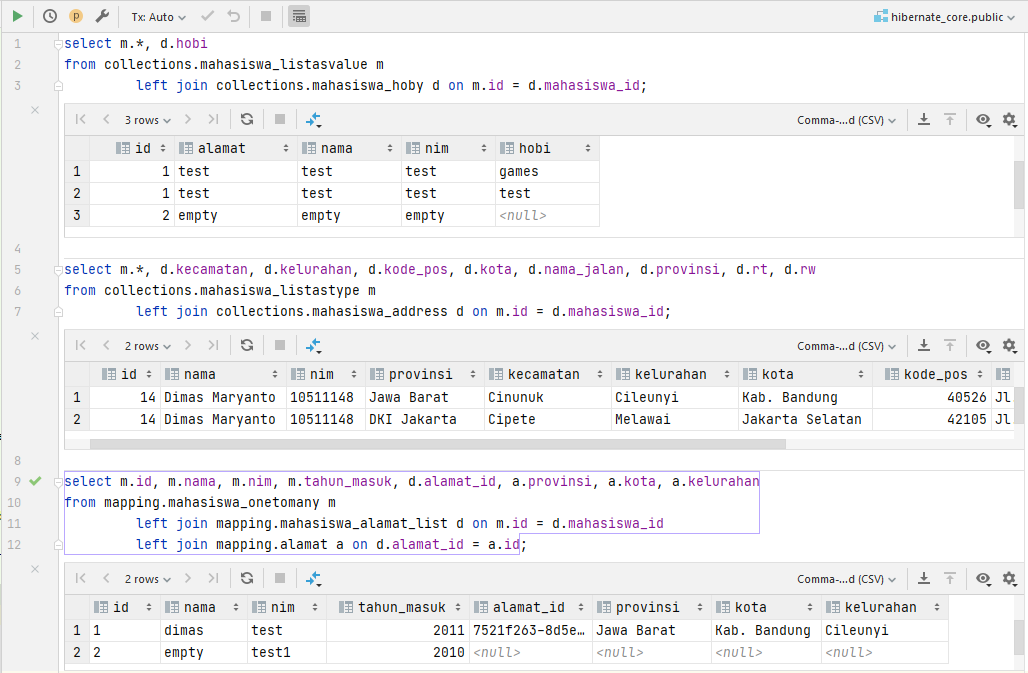 Tx: Auto hibernate_core.public
1 select m.*, d.hobi
2 from collections.mahasiswa_listasvalue m
3 left join collections.mahasiswa_hoby d on m.id = d.mahasiswa_id;
3 rows Comma-...d (CSV)
id alamat nama nim hobi
1 1 test test test games
2 1 test test test test
3 2 empty empty empty <null>
4
5 select m.*, d.kecamatan, d.kelurahan, d.kode_pos, d.kota, d.nama_jalan, d.provinsi, d.rt, d.rw
6 from collections.mahasiswa_listastype m
7 left join collections.mahasiswa_address d on m.id = d.mahasiswa_id;
2 rows Comma-...d (CSV)
id nama nim provinsi kecamatan kelurahan kota kode_pos
1 14 Dimas Maryanto 10511148 Jawa Barat Cinunuk Cileunyi Kab. Bandung 40526 Jl
2 14 Dimas Maryanto 10511148 DKI Jakarta Cipete Melawai Jakarta Selatan 42105 Jl
8
9 select m.id, m.nama, m.nim, m.tahun_masuk, d.alamat_id, a.provinsi, a.kota, a.kelurahan
10 from mapping.mahasiswa_onetomany m
11 left join mapping.mahasiswa_alamat_list d on m.id = d.mahasiswa_id
12 left join mapping.alamat a on d.alamat_id = a.id;
2 rows Comma-...d (CSV)
id nama nim tahun_masuk alamat_id provinsi kota kelurahan
1 1 dimas test 2011 7521f263-8d5e… Jawa Barat Kab. Bandung Cileunyi
2 2 empty test1 2010 <null> <null> <null> <null>